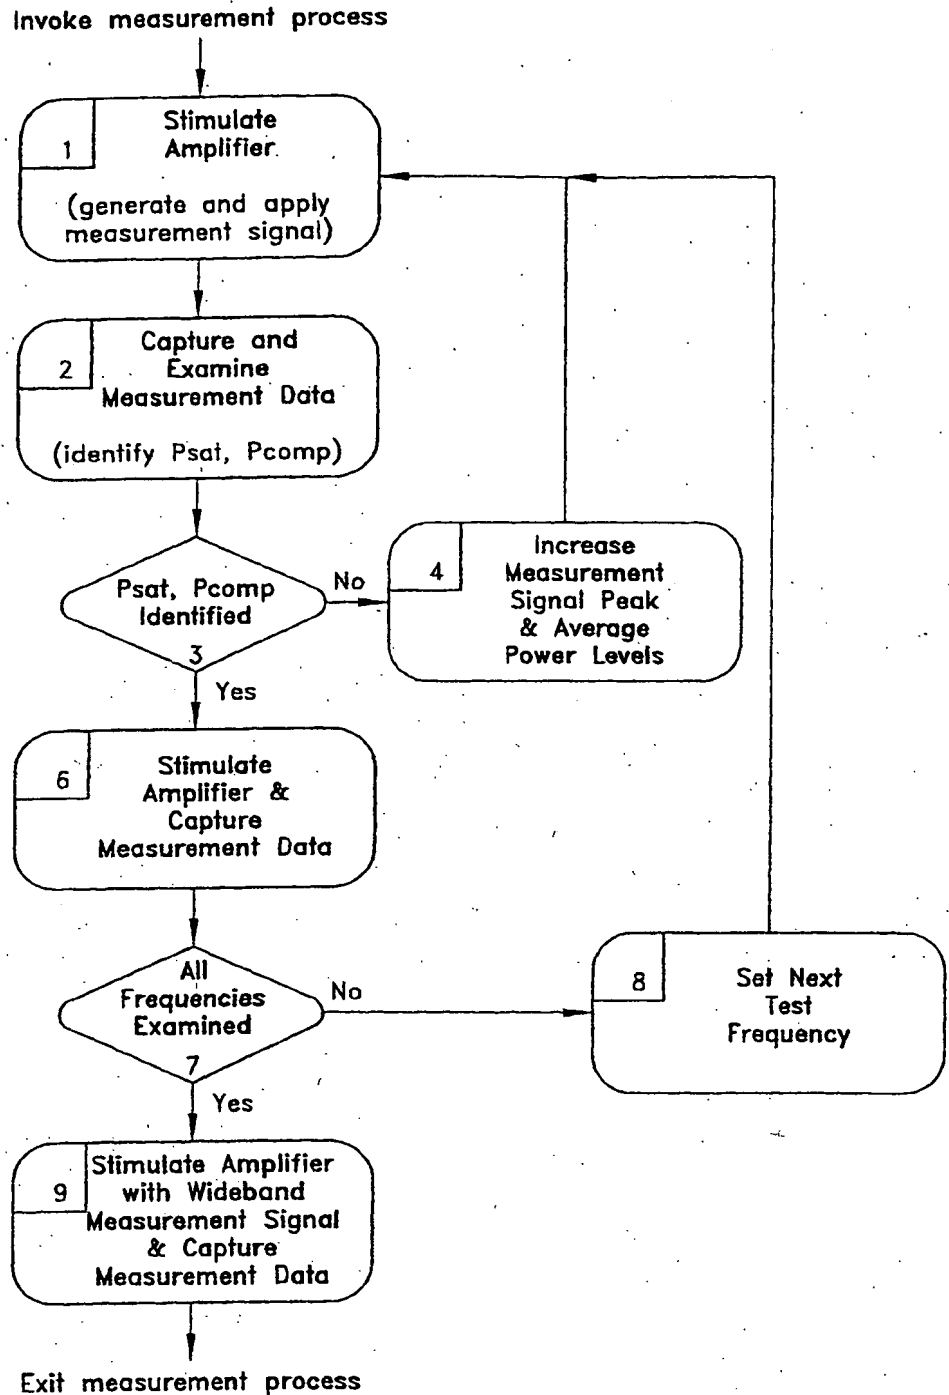 Invoke measurement process
1
Stimulate
Amplifier
(generate and apply
measurement signal)
2
Capture and
Examine
Measurement Data
(identify Psat, Pcomp)
Psat, Pcomp
Identified
3
No
Yes
4
Increase
Measurement
Signal Peak
& Average
Power Levels
6
Stimulate
Amplifier &
Capture
Measurement Data
All
Frequencies
Examined
7
No
Yes
8
Set Next
Test
Frequency
9
Stimulate Amplifier
with Wideband
Measurement Signal
& Capture
Measurement Data
Exit measurement process